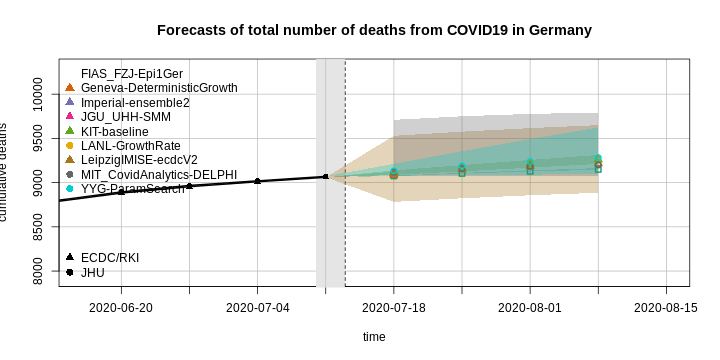 Forecasts of total number of deaths from COVID19 in Germany
FIAS_FZJ-Epi1Ger
Geneva-DeterministicGrowth
Imperial-ensemble2
JGU_UHH-SMM
KIT-baseline
LANL-GrowthRate
LeipzigIMISE-ecdcV2
MIT_CovidAnalytics-DELPHI
YYG-ParamSearch
ECDC/RKI
JHU
cumulative deaths
10000
9500
9000
8500
8000
2020-06-20
2020-07-04
2020-07-18
2020-08-01
2020-08-15
time